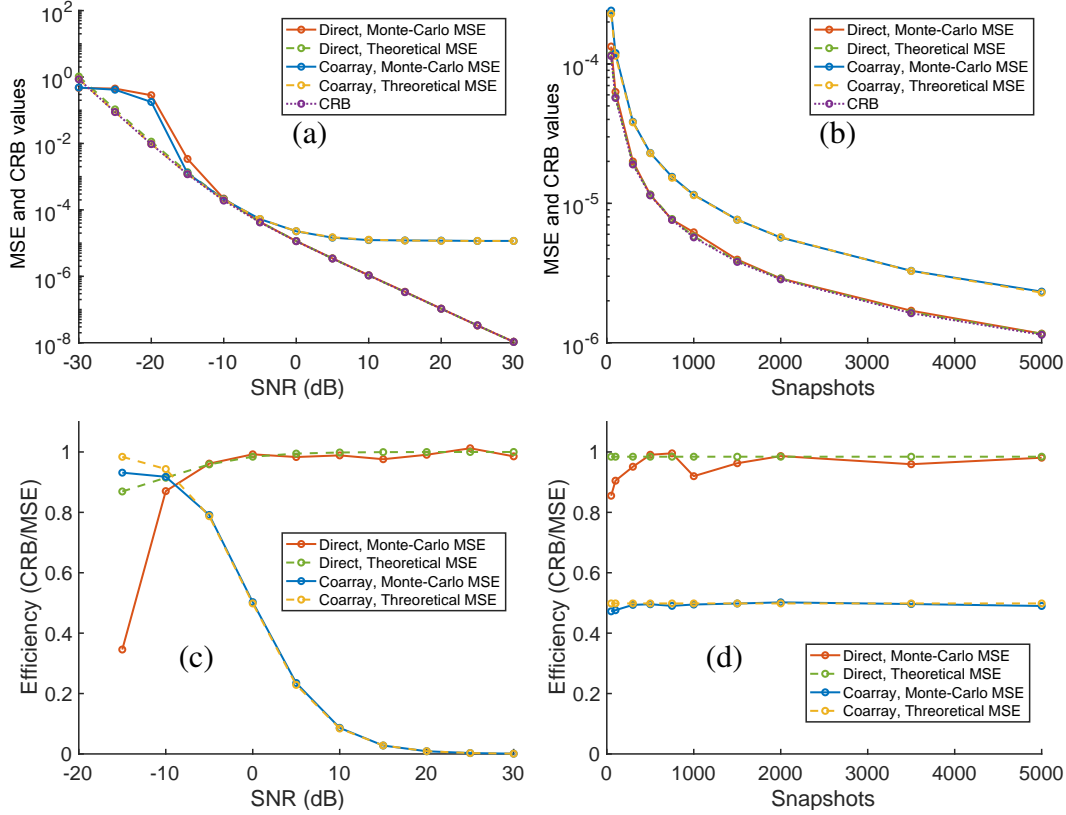 10^2
10^0
10^-2
10^-4
10^-6
10^-8
MSE and CRB values
-30
-20
-10
0
10
20
30
SNR (dB)
Direct, Monte-Carlo MSE
Direct, Theoretical MSE
Coarray, Monte-Carlo MSE
Coarray, Threoretical MSE
CRB
(a)
10^-4
10^-5
10^-6
MSE and CRB values
0
1000
2000
3000
4000
5000
Snapshots
Direct, Monte-Carlo MSE
Direct, Theoretical MSE
Coarray, Monte-Carlo MSE
Coarray, Threoretical MSE
CRB
(b)
1
0.8
0.6
0.4
0.2
0
Efficiency (CRB/MSE)
-20
-10
0
10
20
30
SNR (dB)
Direct, Monte-Carlo MSE
Direct, Theoretical MSE
Coarray, Monte-Carlo MSE
Coarray, Threoretical MSE
(c)
1
0.8
0.6
0.4
0.2
0
Efficiency (CRB/MSE)
0
1000
2000
3000
4000
5000
Snapshots
Direct, Monte-Carlo MSE
Direct, Theoretical MSE
Coarray, Monte-Carlo MSE
Coarray, Threoretical MSE
(d)